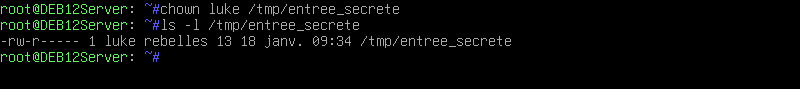 root@DEB12Server: ~#chown luke /tmp/entree_secrete
root@DEB12Server: ~#ls -l /tmp/entree_secrete
-rw-r----- 1 luke rebelles 13 18 janv. 09:34 /tmp/entree_secrete
root@DEB12Server: ~#